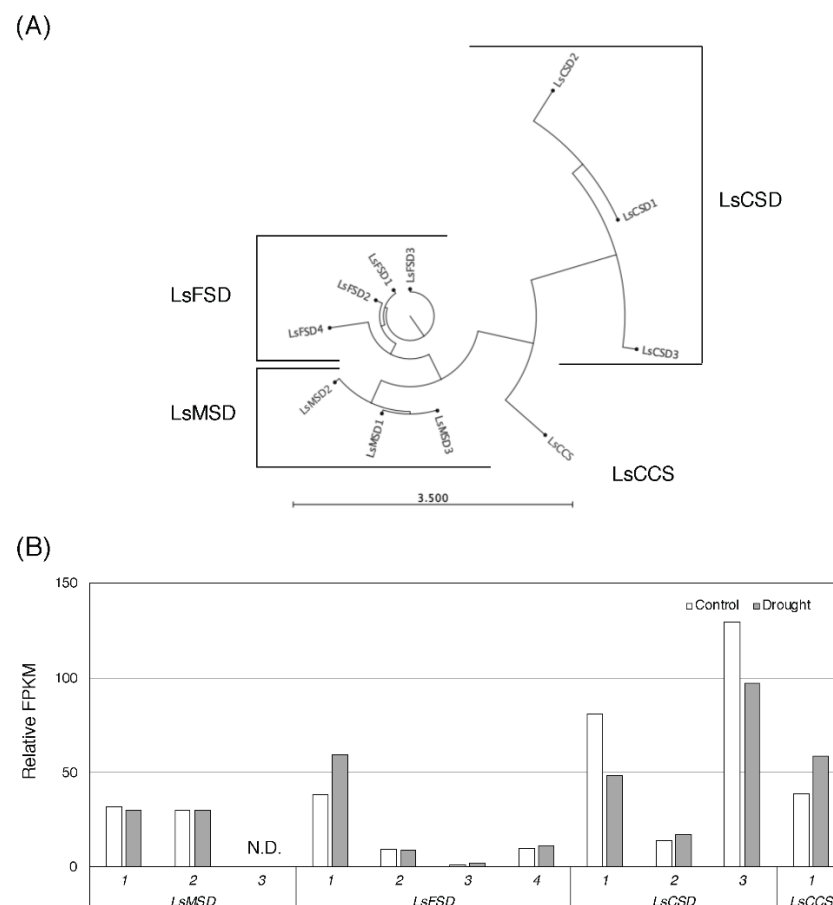 (A)
LsCSD2
LsCSD1
LsCSD
LsFSD3
LsFSD1
LsFSD2
LsFSD
LsFSD4
LsCSD3
LsMSD2
LsMSD
LsMSD1
LsMSD3
LsCCS
LsCCS
3.500
(B)
150
□Control ■Drought
100
Relative FPKM
50
N.D.
0
1 2 3 1 2 3 4 1 2 3 1
LsMSD LsFSD LsCSD LsCCS